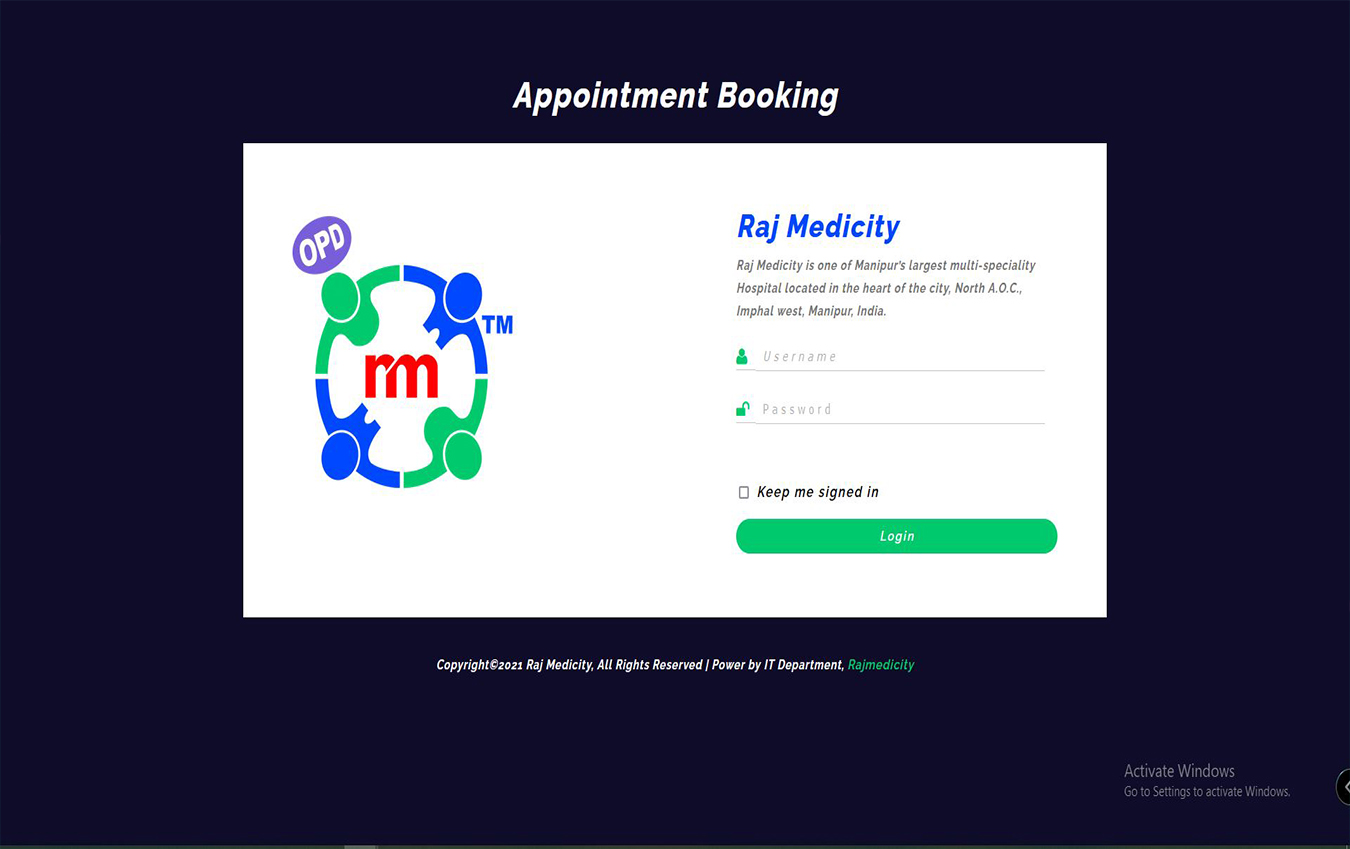 Appointment Booking
OPD
TM
rm
Raj Medicity
Raj Medicity is one of Manipur's largest multi-speciality
Hospital located in the heart of the city, North A.O.C.,
Imphal west, Manipur, India.
Username
Password
Keep me signed in
Login
Copyright©2021 Raj Medicity, All Rights Reserved | Power by IT Department, Rajmedicity
Activate Windows
Go to Settings to activate Windows.